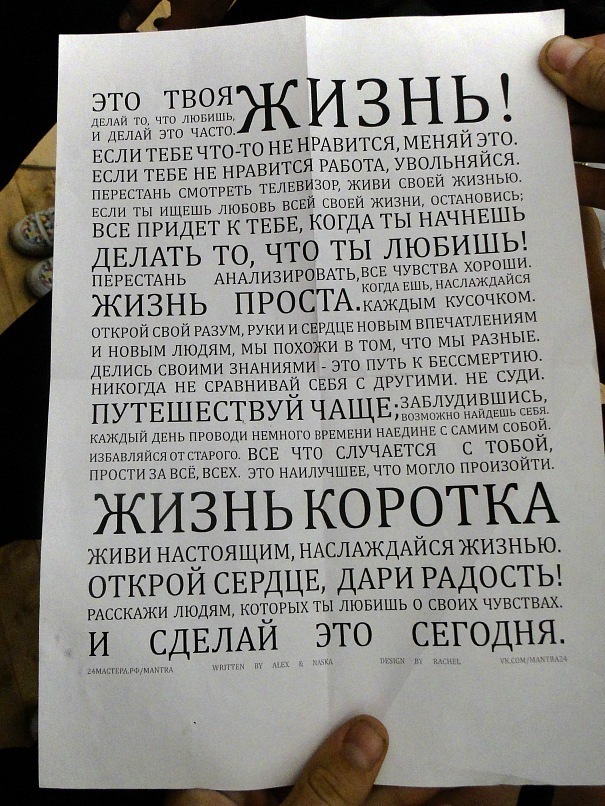 ЭТО ТВОЯ ЖИЗНЬ!
ДЕЛАЙ ТО, ЧТО ЛЮБИШЬ,
И ДЕЛАЙ ЭТО ЧАСТО.
ЕСЛИ ТЕБЕ ЧТО-ТО НЕ НРАВИТСЯ, МЕНЯЙ ЭТО.
ЕСЛИ ТЕБЕ НЕ НРАВИТСЯ РАБОТА, УВОЛЬНЯЙСЯ.
ПЕРЕСТАНЬ СМОТРЕТЬ ТЕЛЕВИЗОР, ЖИВИ СВОЕЙ ЖИЗНЬЮ.
ЕСЛИ ТЫ ИЩЕШЬ ЛЮБОВЬ ВСЕЙ СВОЕЙ ЖИЗНИ, ОСТАНОВИСЬ;
ВСЕ ПРИДЕТ К ТЕБЕ, КОГДА ТЫ НАЧНЕШЬ
ДЕЛАТЬ ТО, ЧТО ТЫ ЛЮБИШЬ!
ПЕРЕСТАНЬ АНАЛИЗИРОВАТЬ, ВСЕ ЧУВСТВА ХОРОШИ.
ЖИЗНЬ ПРОСТА. КОГДА ЕШЬ, НАСЛАЖДАЙСЯ
КАЖДЫМ КУСОЧКОМ.
ОТКРОЙ СВОЙ РАЗУМ, РУКИ И СЕРДЦЕ НОВЫМ ВПЕЧАТЛЕНИЯМ
И НОВЫМ ЛЮДЯМ, МЫ ПОХОЖИ В ТОМ, ЧТО МЫ РАЗНЫЕ.
ДЕЛИСЬ СВОИМИ ЗНАНИЯМИ - ЭТО ПУТЬ К БЕССМЕРТИЮ.
НИКОГДА НЕ СРАВНИВАЙ СЕБЯ С ДРУГИМИ. НЕ СУДИ.
ПУТЕШЕСТВУЙ ЧАЩЕ; ЗАБЛУДИВШИСЬ,
ВОЗМОЖНО НАЙДЕШЬ СЕБЯ.
КАЖДЫЙ ДЕНЬ ПРОВОДИ НЕМНОГО ВРЕМЕНИ НАЕДИНЕ С САМИМ СОБОЙ.
ИЗБАВЛЯЙСЯ ОТ СТАРОГО. ВСЕ ЧТО СЛУЧАЕТСЯ С ТОБОЙ,
ПРОСТИ ЗА ВСЁ, ВСЕХ. ЭТО НАИЛУЧШЕЕ, ЧТО МОГЛО ПРОИЗОЙТИ.
ЖИЗНЬ КОРОТКА
ЖИВИ НАСТОЯЩИМ, НАСЛАЖДАЙСЯ ЖИЗНЬЮ.
ОТКРОЙ СЕРДЦЕ, ДАРИ РАДОСТЬ!
РАССКАЖИ ЛЮДЯМ, КОТОРЫХ ТЫ ЛЮБИШЬ О СВОИХ ЧУВСТВАХ.
И СДЕЛАЙ ЭТО СЕГОДНЯ.
24МАСТЕРА.РФ/MANTRA WRITTEN BY ALEX & NASKA DESIGN BY RACHEL VK.COM/MANTRA24